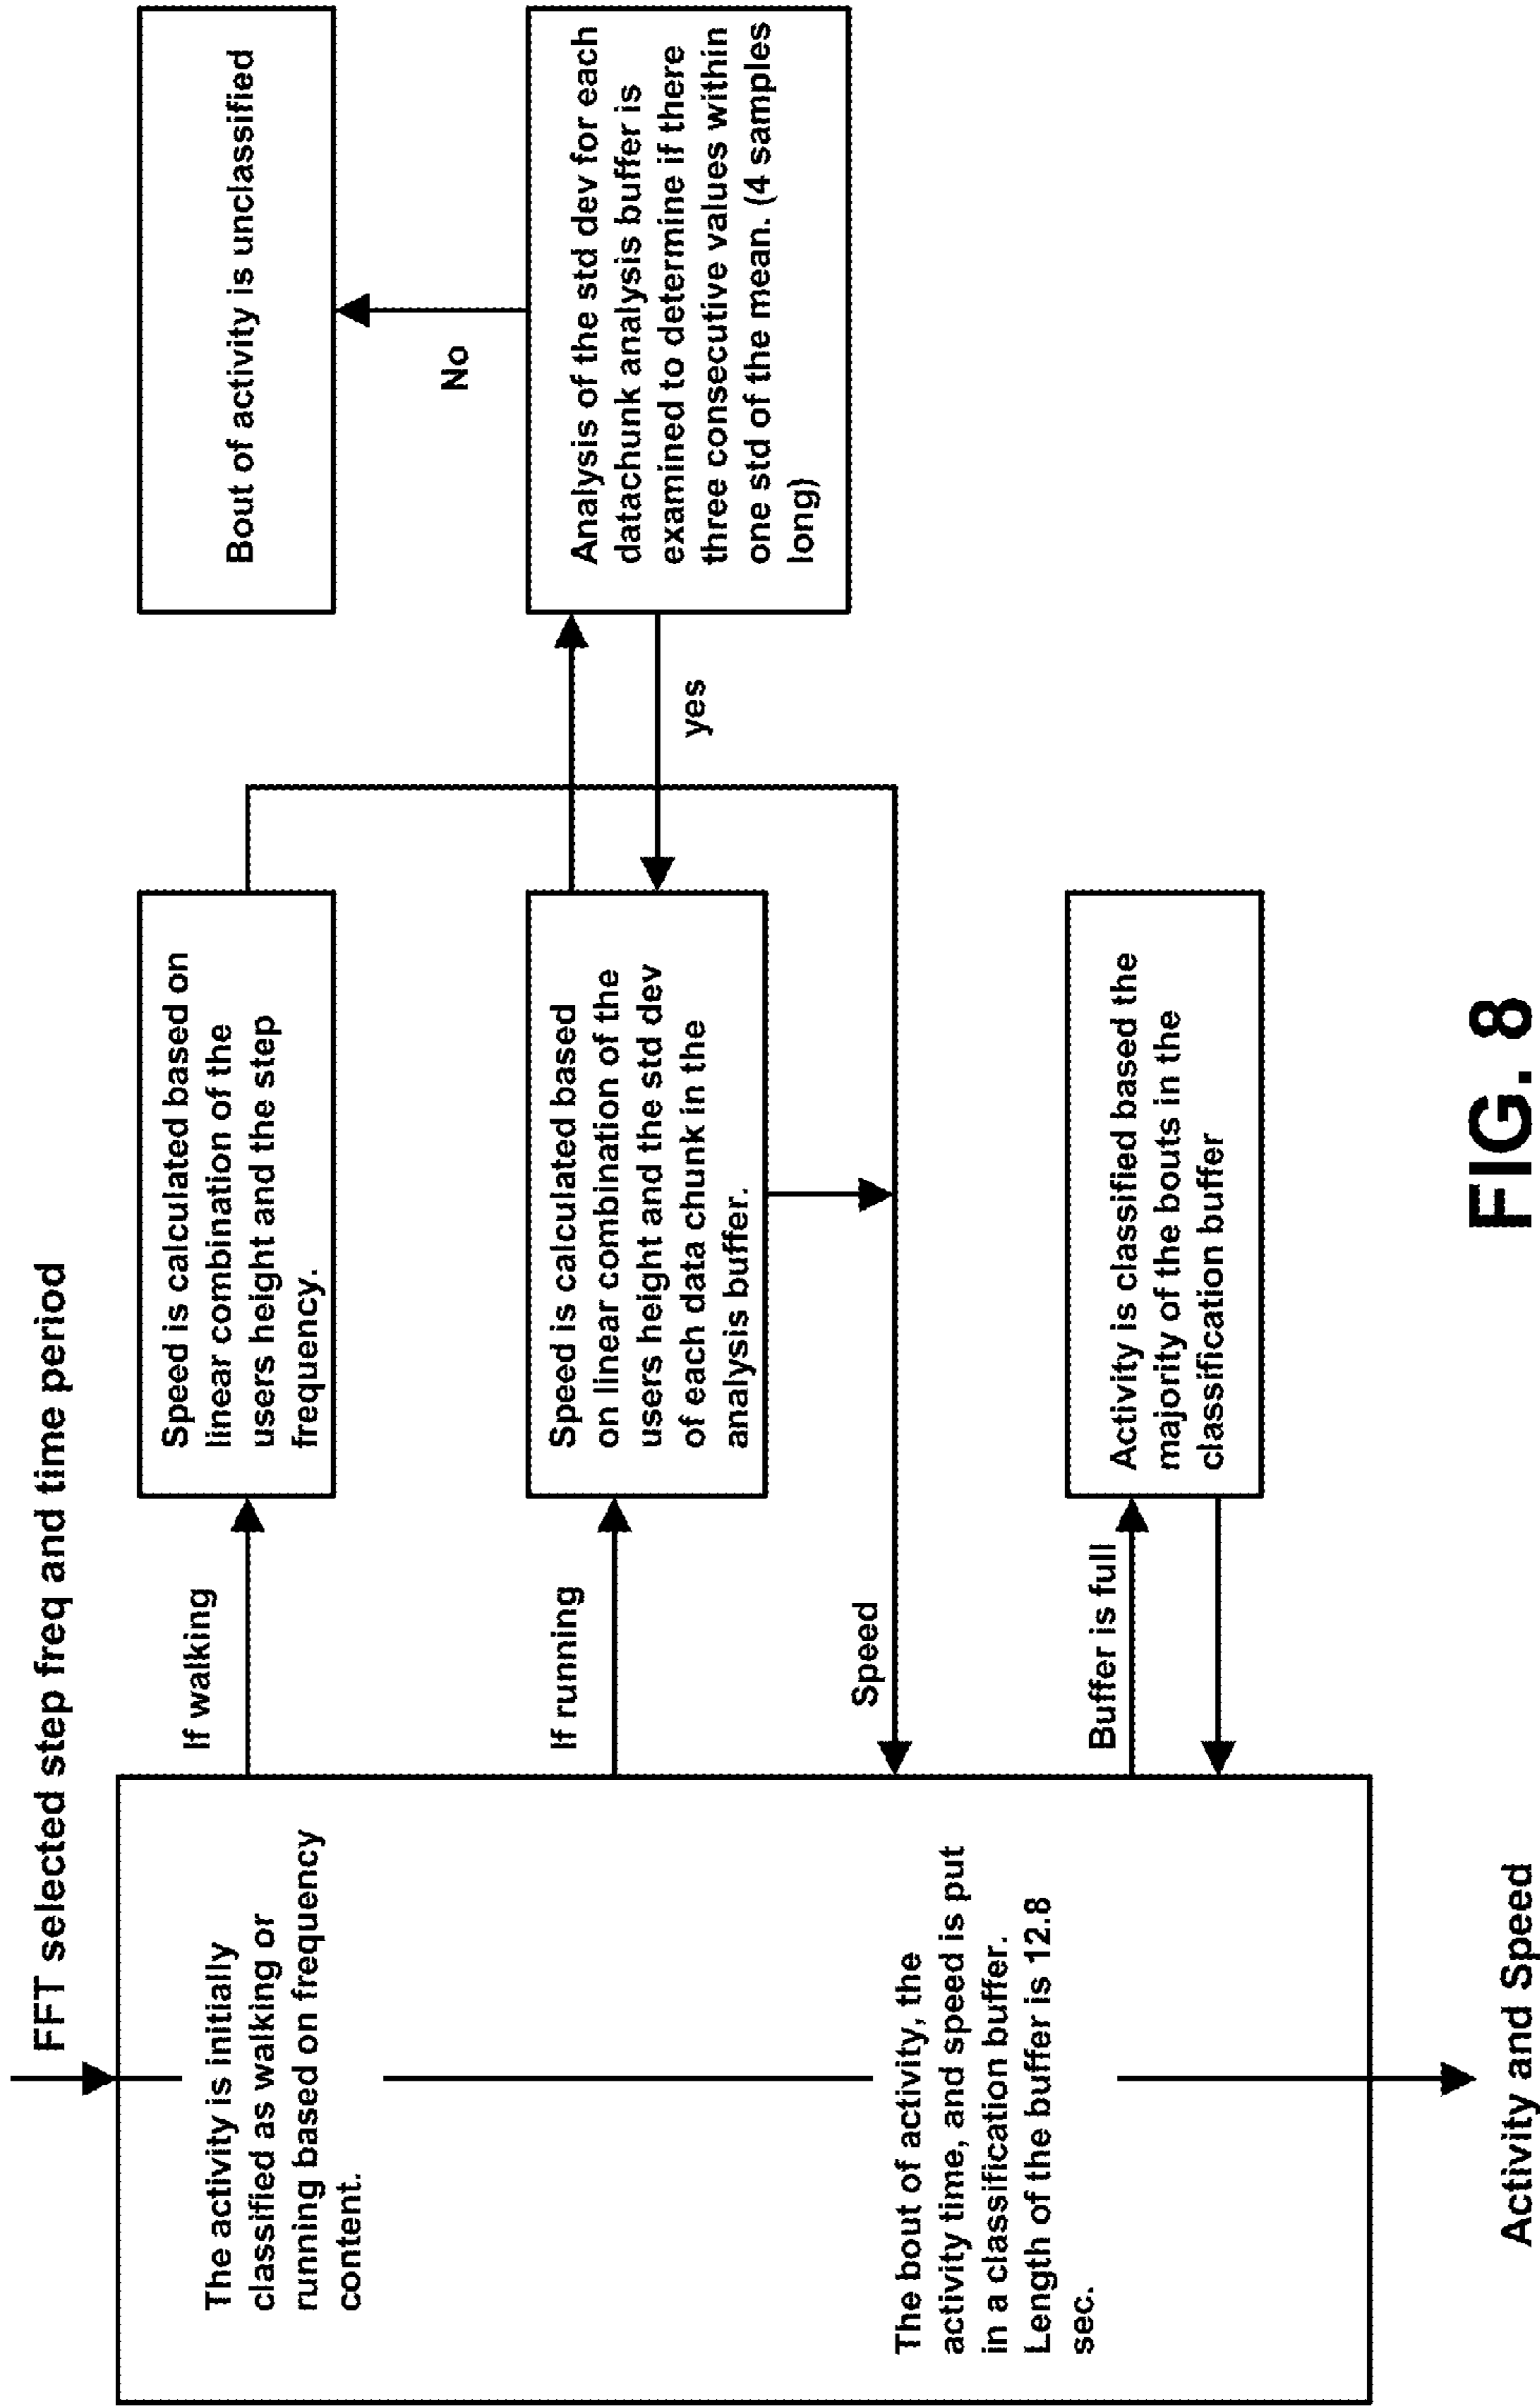 FFT selected step freq and time period
The activity is initially
classified as walking or
running based on frequency
content.
If walking
Speed is calculated based on
linear combination of the
users height and the step
frequency.
Bout of activity is unclassified
No
If running
Speed is calculated based
on linear combination of the
users height and the std dev
of each data chunk in the
analysis buffer.
yes
Analysis of the std dev for each
datachunk analysis buffer is
examined to determine if there
three consecutive values within
one std of the mean. (4 samples
long)
Speed
The bout of activity, the
activity time, and speed is put
in a classification buffer.
Length of the buffer is 12.8
sec.
Buffer is full
Activity is classified based the
majority of the bouts in the
classification buffer
Activity and Speed
FIG. 8